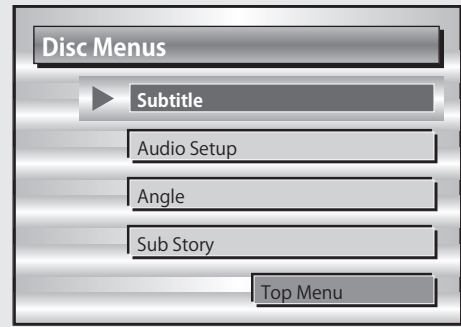 Disc Menus
Subtitle
Audio Setup
Angle
Sub Story
Top Menu